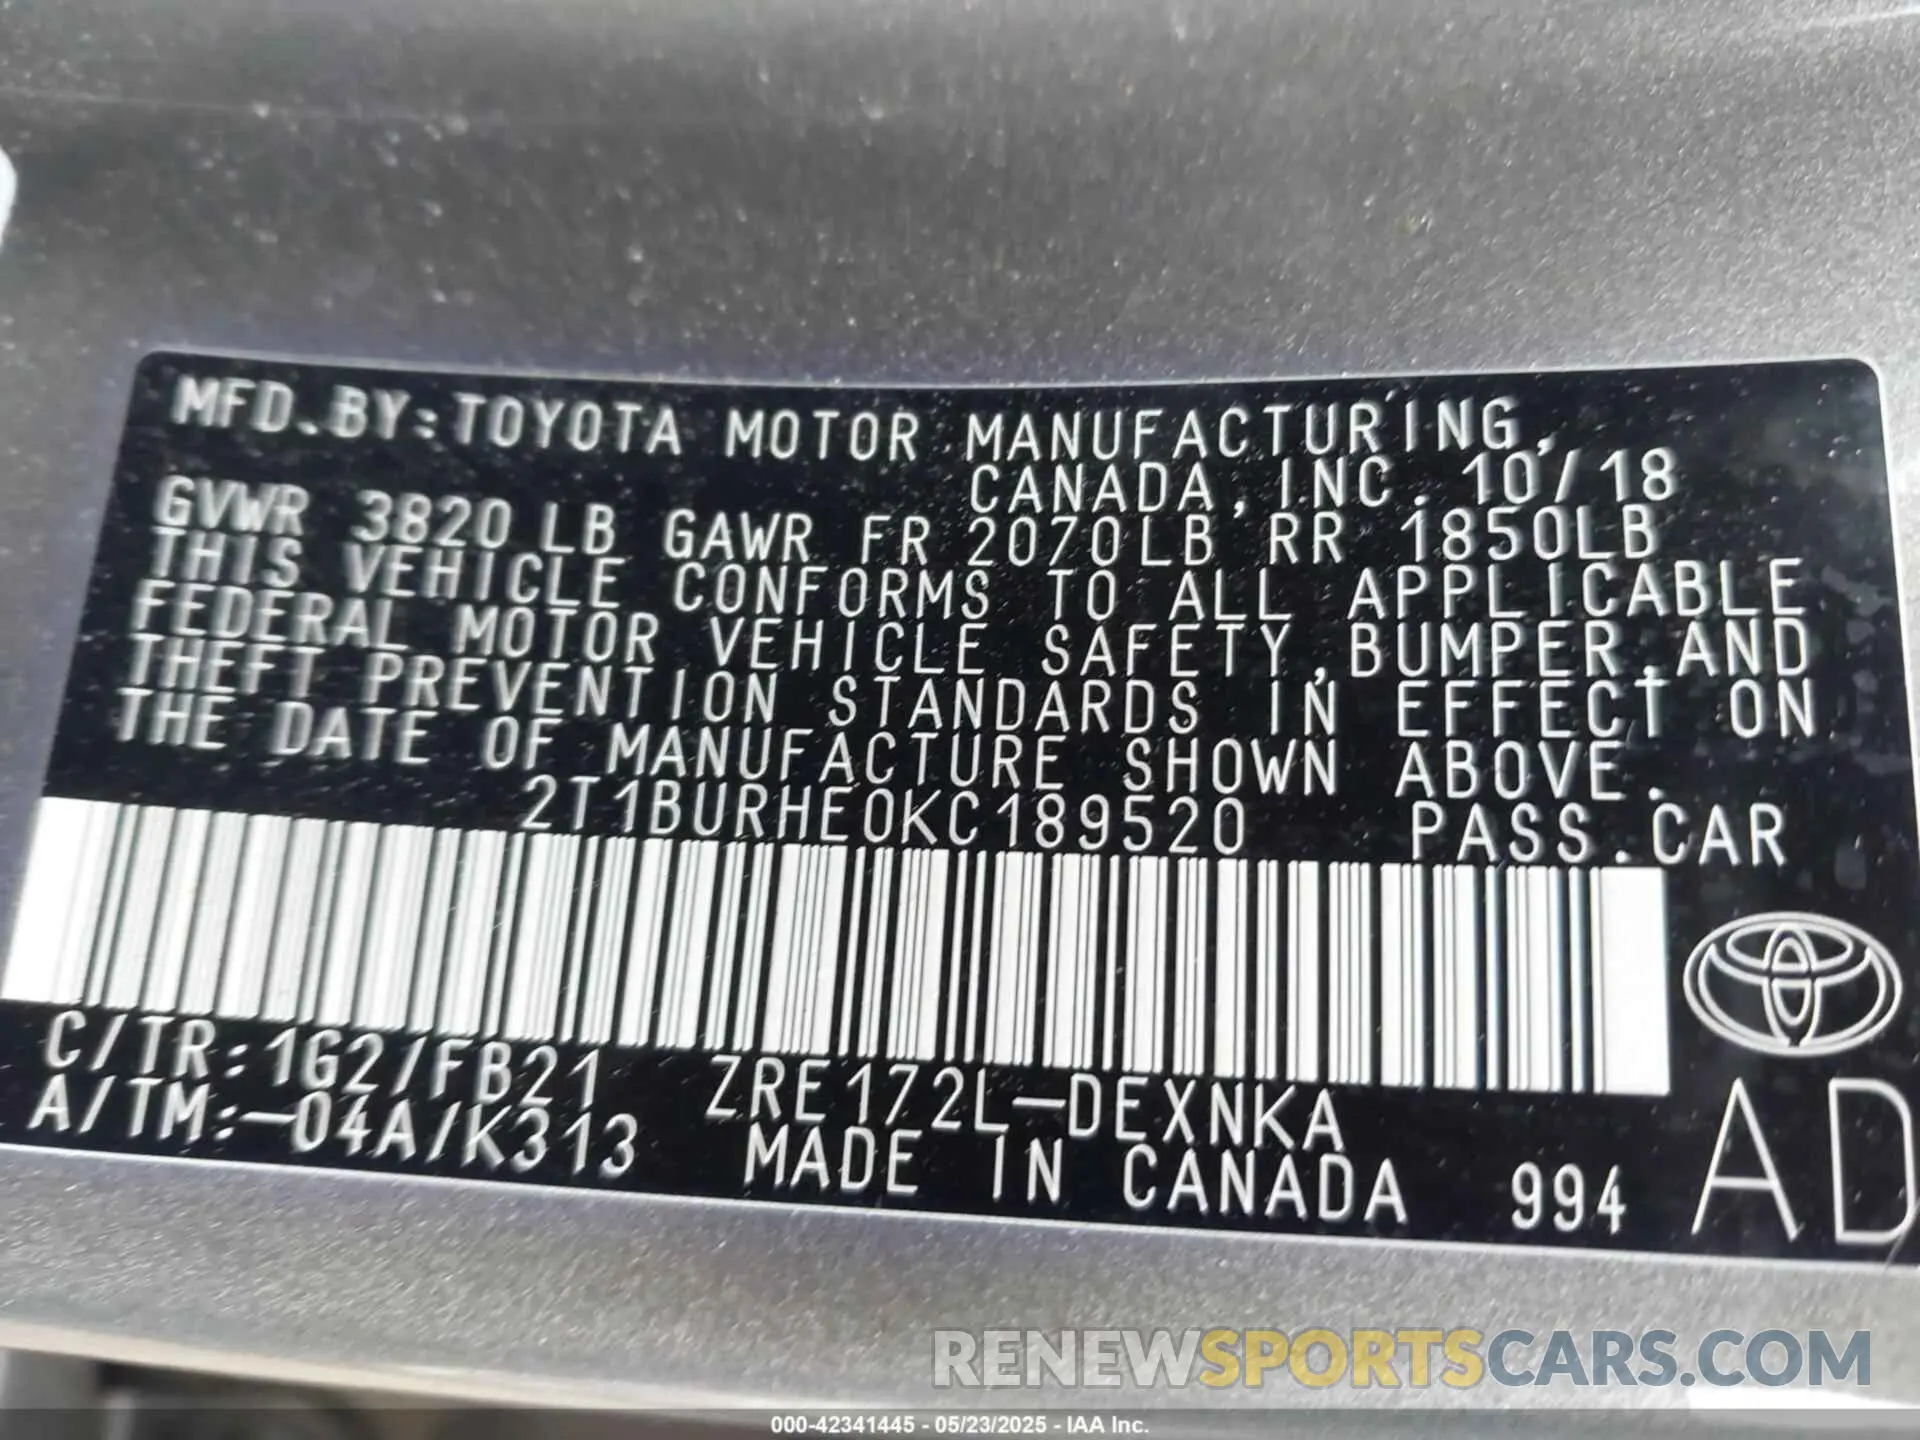 MFD.BY:TOYOTA MOTOR MANUFACTURING,
CANADA, INC. 10/18
GVWR 3820 LB GAWR FR 2070LB RR 1850LB
THIS VEHICLE CONFORMS TO ALL APPLICABLE
FEDERAL MOTOR VEHICLE SAFETY,BUMPER,AND
THEFT PREVENTION STANDARDS IN EFFECT ON
THE DATE OF MANUFACTURE SHOWN ABOVE.
2T1BURHE0KC189520 PASS.CAR
C/TR:1G2/FB21 ZRE172L-DEXNKA
A/TM:-04A/K313 MADE IN CANADA 994 AD
RENEWSPORTSCARS.COM
000-42341445 - 05/23/2025 - IAA Inc.